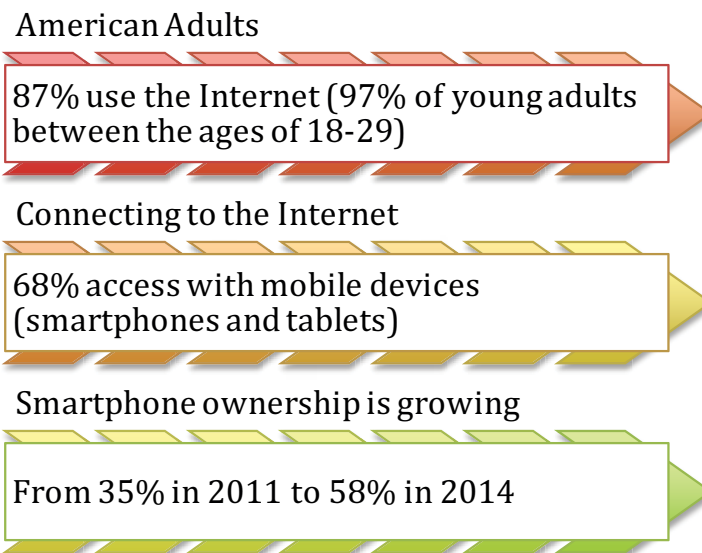 American Adults
87% use the Internet (97% of young adults
between the ages of 18-29)
Connecting to the Internet
68% access with mobile devices
(smartphones and tablets)
Smartphone ownership is growing
From 35% in 2011 to 58% in 2014